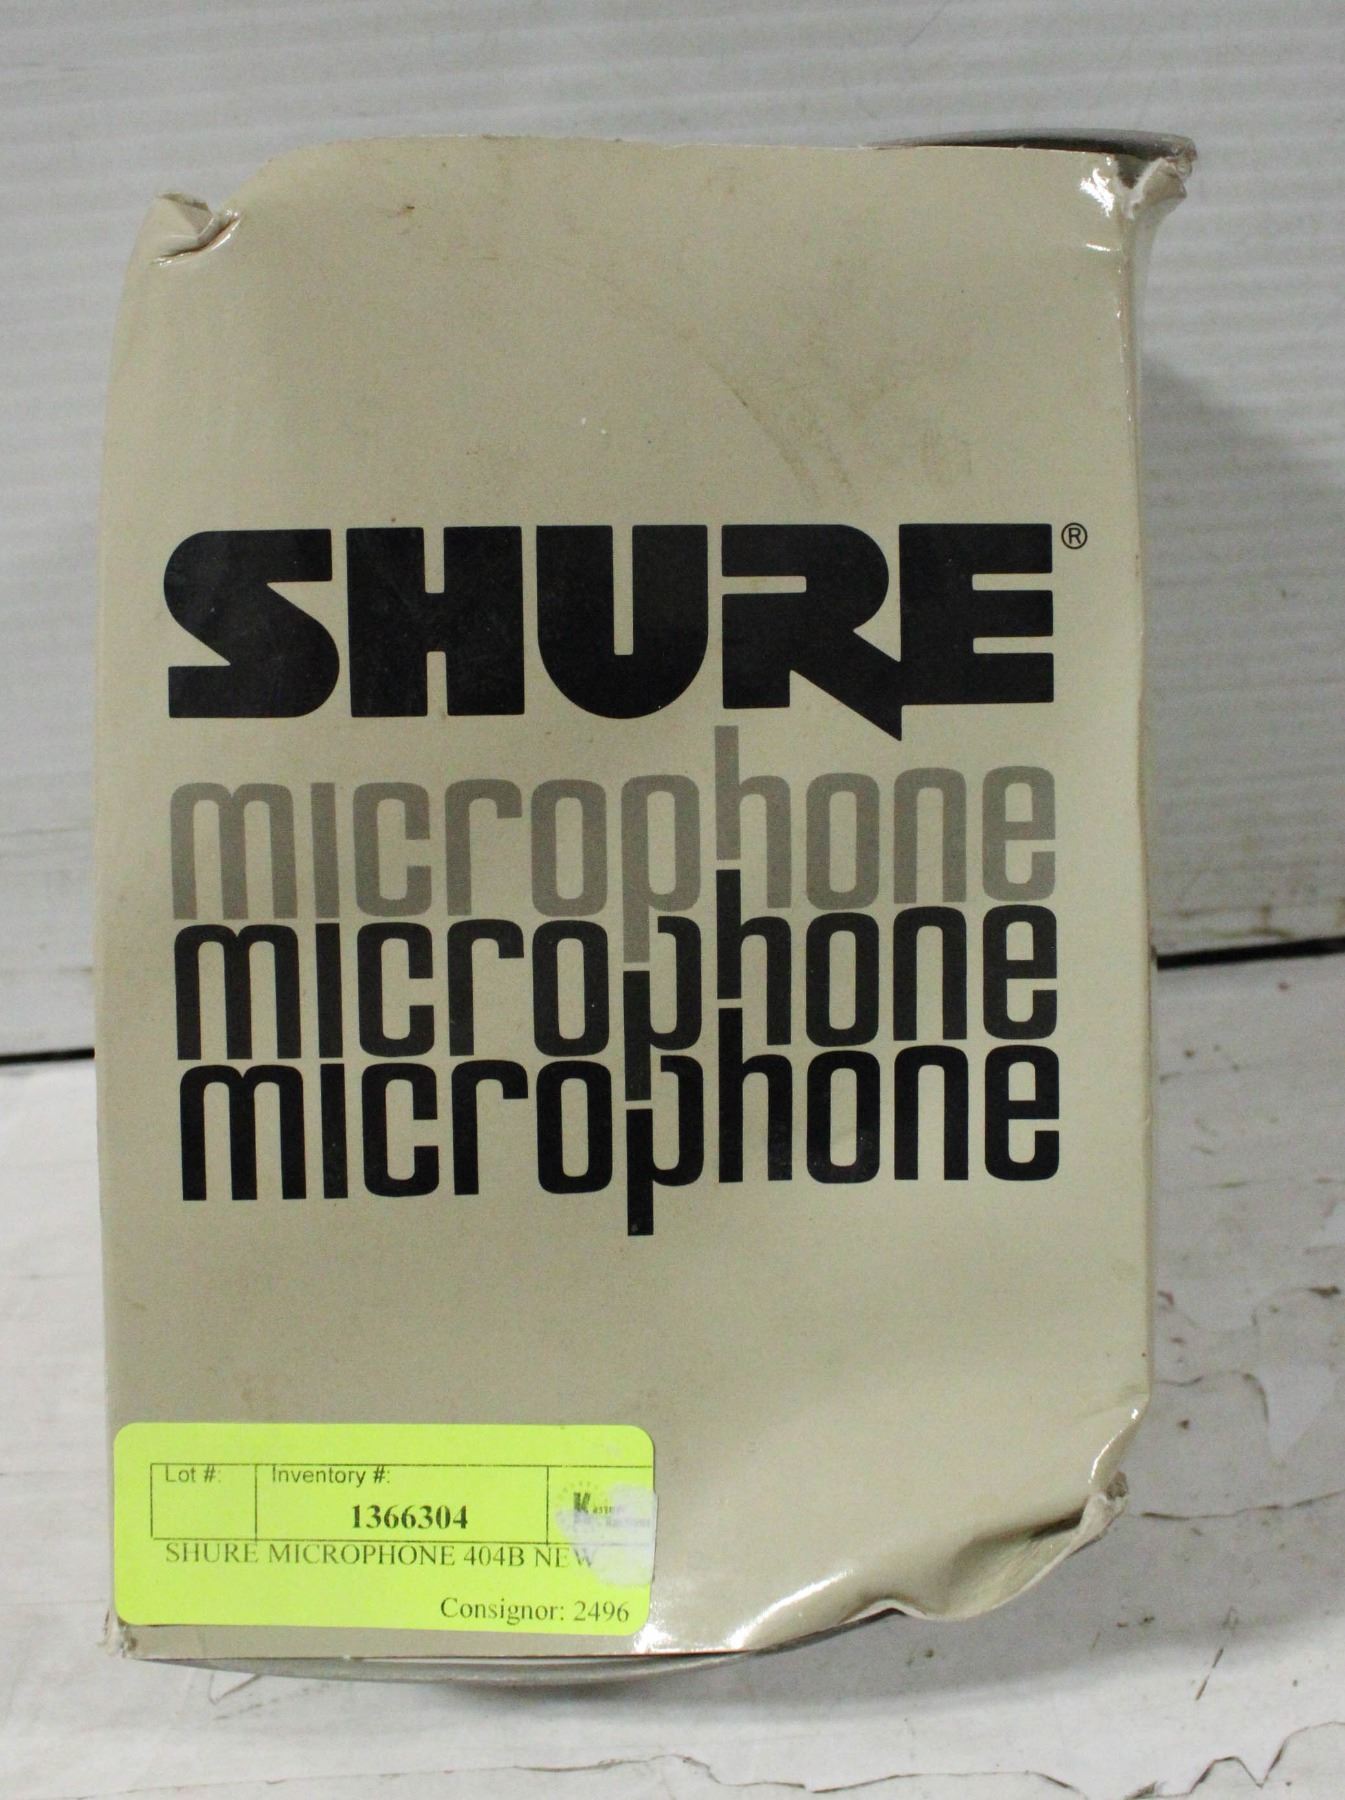 SHURE®
microphone
microphone
microphone
Lot #: Inventory #:
1366304
SHURE MICROPHONE 404B NEW
Consignor: 2496